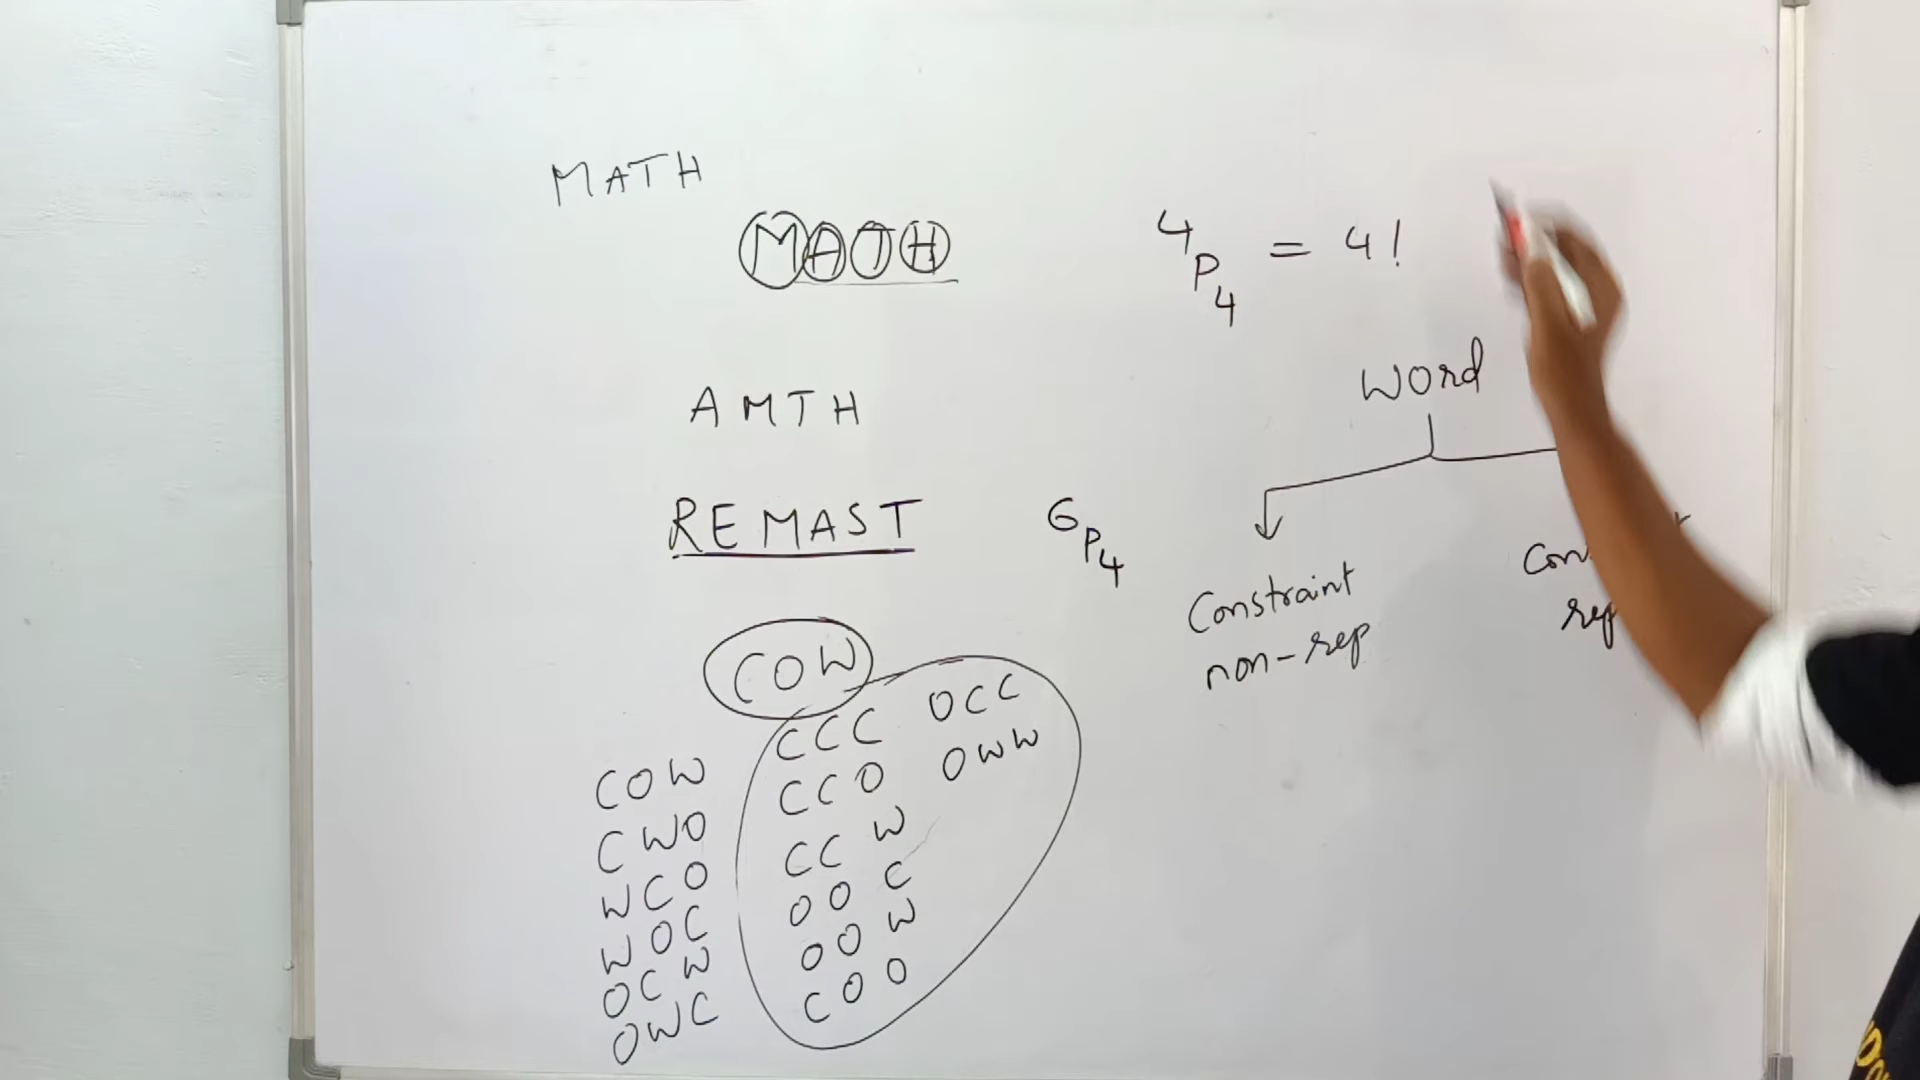 MATH
MATH
4P4 = 4!
word
AMTH
REMAST
6P4
Constraint
non-rep
COW
CCC OCC
COW
CCO OWW
CWO
CCW
WCO
OOC
WOC
OOW
OCW
COO
OWC